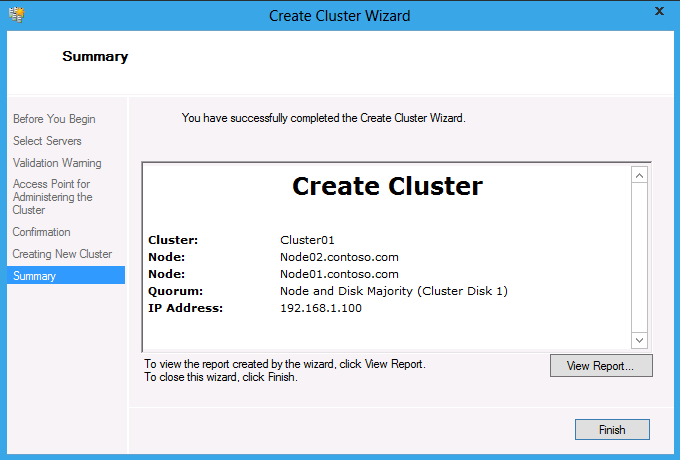 Create Cluster Wizard
x
Summary
Before You Begin
Select Servers
Validation Warning
Access Point for
Administering the
Cluster
Confirmation
Creating New Cluster
Summary
You have successfully completed the Create Cluster Wizard.
Create Cluster
Cluster: Cluster01
Node: Node02.contoso.com
Node: Node01.contoso.com
Quorum: Node and Disk Majority (Cluster Disk 1)
IP Address: 192.168.1.100
To view the report created by the wizard, click View Report.
To close this wizard, click Finish.
View Report...
Finish